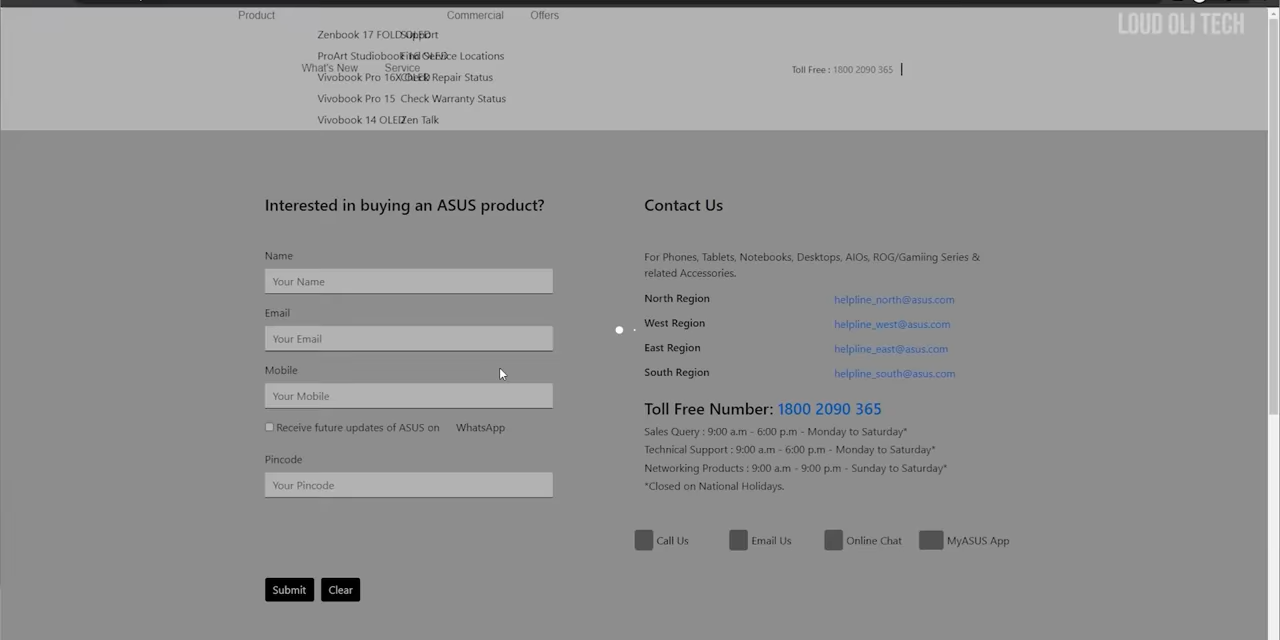 Product
Commercial
Offers
LOUD OLI TECH
Zenbook 17 FOLD OLED
Support
ProArt Studiobook 16 OLED
Find Service Locations
What's New
Service
Toll Free : 1800 2090 365
Vivobook Pro 16X OLED
Check Repair Status
Vivobook Pro 15
Check Warranty Status
Vivobook 14 OLED
Zen Talk
Interested in buying an ASUS product?
Contact Us
Name
For Phones, Tablets, Notebooks, Desktops, AIOs, ROG/Gamiing Series &
related Accessories.
Your Name
North Region
helpline_north@asus.com
Email
West Region
helpline_west@asus.com
Your Email
East Region
helpline_east@asus.com
Mobile
South Region
helpline_south@asus.com
Your Mobile
Toll Free Number: 1800 2090 365
Receive future updates of ASUS on WhatsApp
Sales Query : 9:00 a.m - 6:00 p.m - Monday to Saturday*
Technical Support : 9:00 a.m - 6:00 p.m - Monday to Saturday*
Pincode
Networking Products : 9:00 a.m - 9:00 p.m - Sunday to Saturday*
Your Pincode
*Closed on National Holidays.
Call Us
Email Us
Online Chat
MyASUS App
Submit
Clear